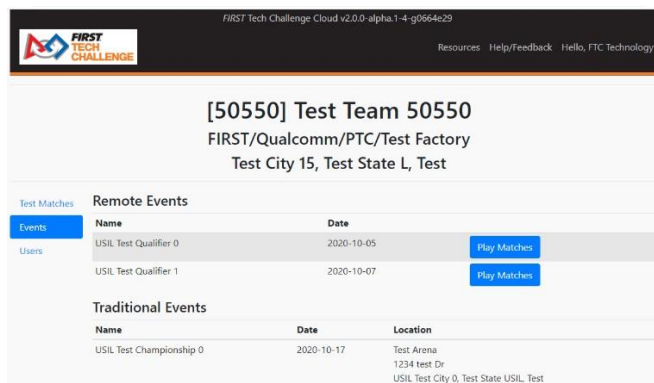 FIRST Tech Challenge Cloud v2.0.0-alpha.1-4-g0664e29
FIRST
TECH
CHALLENGE
Resources Help/Feedback Hello, FTC Technology
[50550] Test Team 50550
FIRST/Qualcomm/PTC/Test Factory
Test City 15, Test State L, Test
Test Matches
Events
Users
Remote Events
Name Date
USIL Test Qualifier 0 2020-10-05 Play Matches
USIL Test Qualifier 1 2020-10-07 Play Matches
Traditional Events
Name Date Location
USIL Test Championship 0 2020-10-17 Test Arena
1234 test Dr
USIL Test City 0, Test State USIL, Test